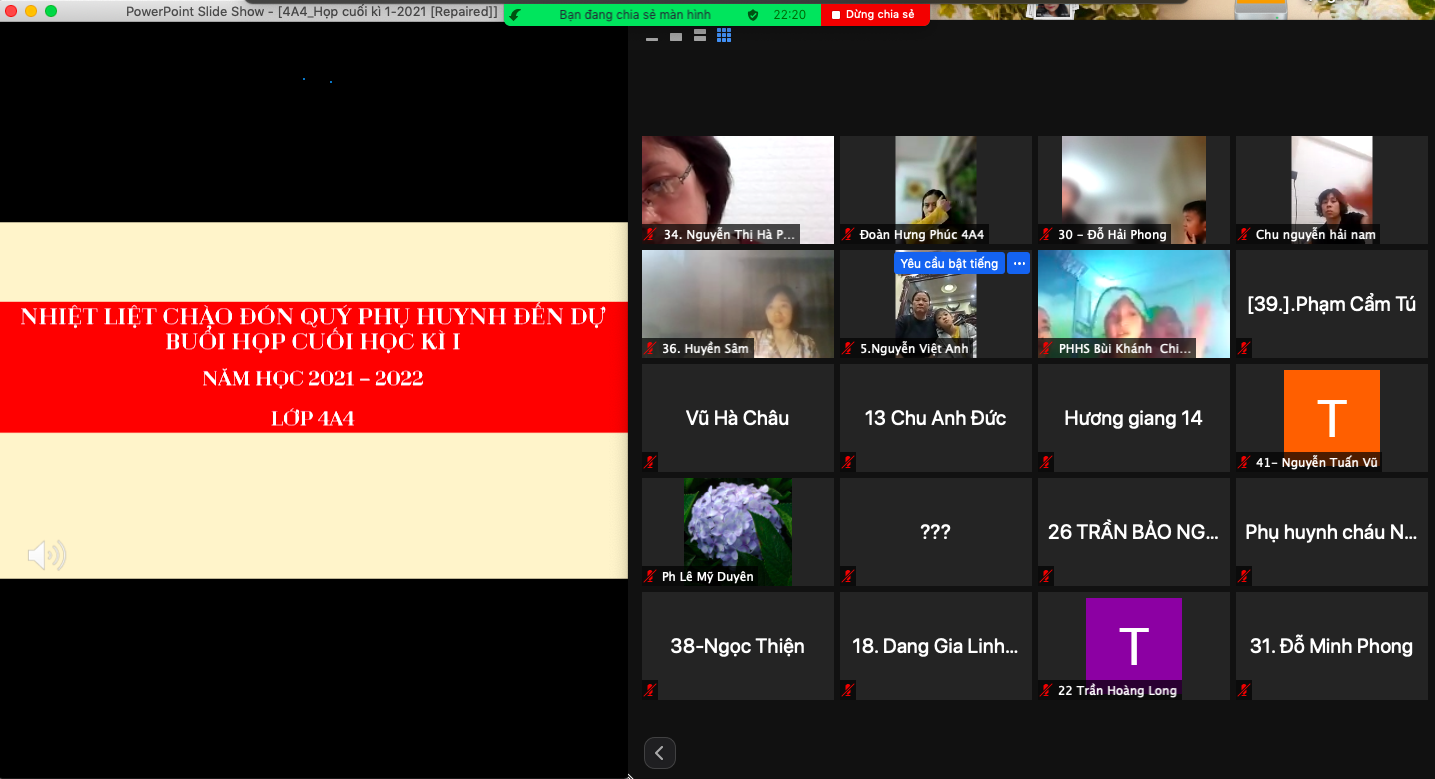 PowerPoint Slide Show - [4A4_Họp cuối kì 1-2021 [Repaired]]
Bạn đang chia sẻ màn hình
22:20
Dừng chia sẻ
NHIỆT LIỆT CHÀO ĐÓN QUÝ PHỤ HUYNH ĐẾN DỰ
BUỔI HỌP CUỐI HỌC KÌ I
NĂM HỌC 2021 – 2022
LỚP 4A4
34. Nguyễn Thị Hà P...
Đoàn Hưng Phúc 4A4
30 – Đỗ Hải Phong
Chu nguyễn hải nam
36. Huyền Sâm
Yêu cầu bật tiếng
5.Nguyễn Việt Anh
PHHS Bùi Khánh Chi...
[39.].Phạm Cẩm Tú
Vũ Hà Châu
13 Chu Anh Đức
Hương giang 14
T
41– Nguyễn Tuấn Vũ
Ph Lê Mỹ Duyên
???
26 TRẦN BẢO NG...
Phụ huynh cháu N...
38-Ngọc Thiện
18. Dang Gia Linh...
T
22 Trần Hoàng Long
31. Đỗ Minh Phong